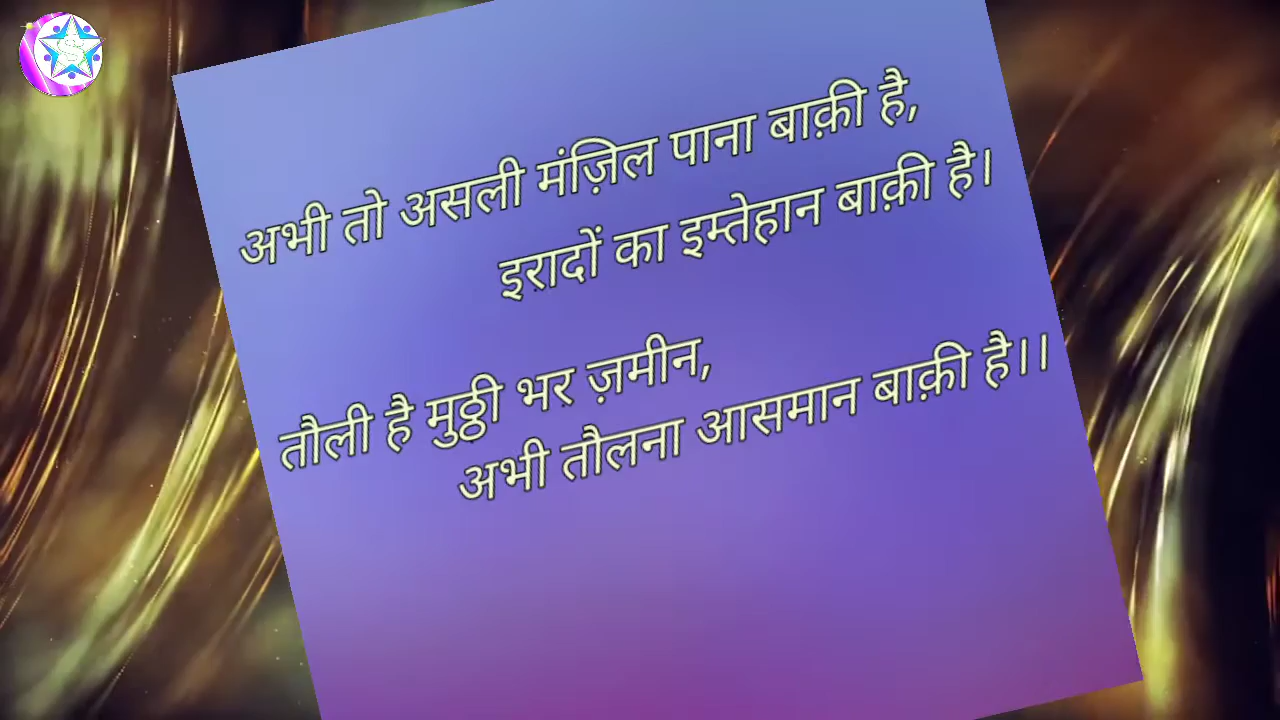 अभी तो असली मंज़िल पाना बाक़ी है,
इरादों का इम्तेहान बाक़ी है।
तौली है मुठ्ठी भर ज़मीन,
अभी तौलना आसमान बाक़ी है।।